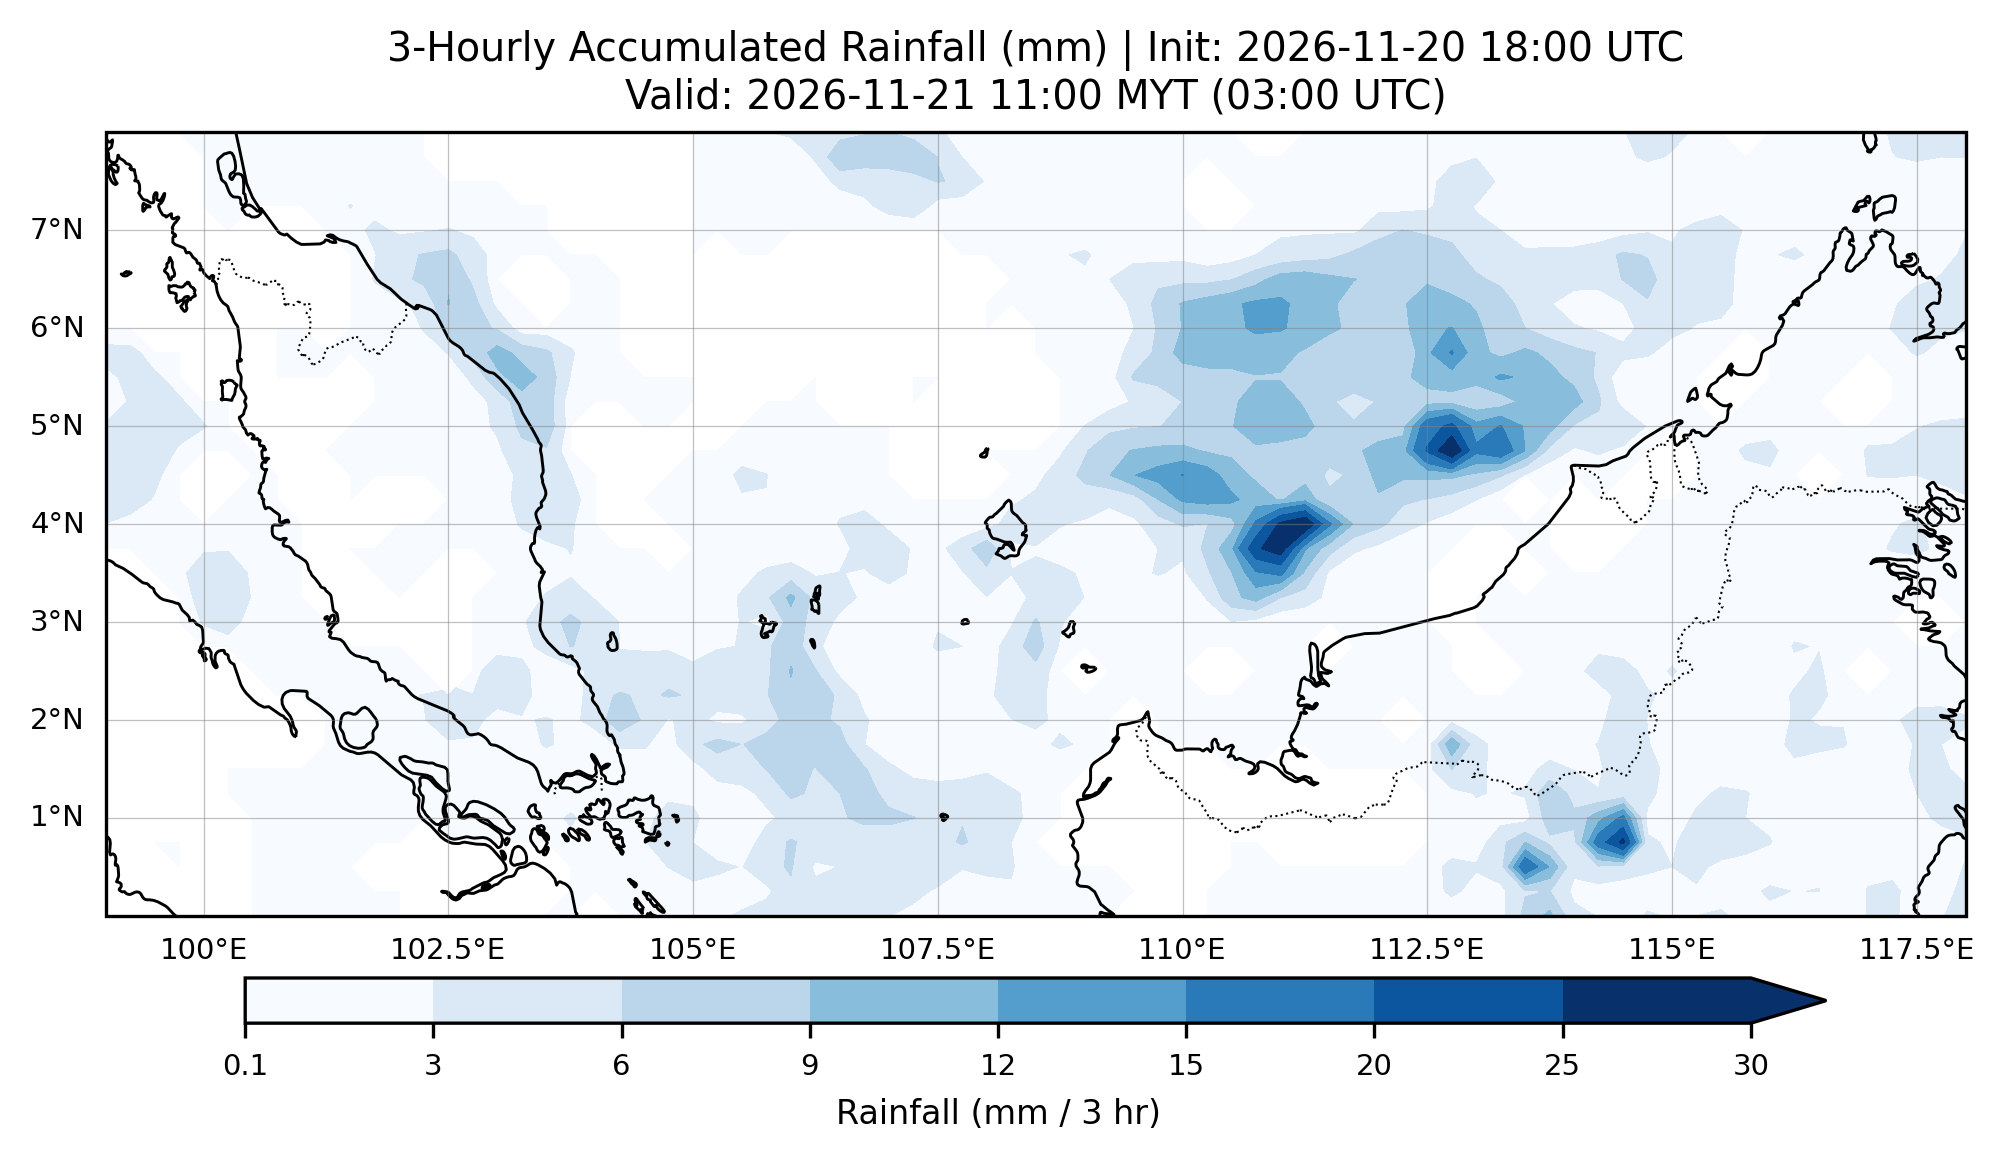 3-Hourly Accumulated Rainfall (mm) | Init: 2026-11-20 18:00 UTC
Valid: 2026-11-21 11:00 MYT (03:00 UTC)
7°N
6°N
5°N
4°N
3°N
2°N
1°N
100°E 102.5°E 105°E 107.5°E 110°E 112.5°E 115°E 117.5°E
0.1 3 6 9 12 15 20 25 30
Rainfall (mm / 3 hr)